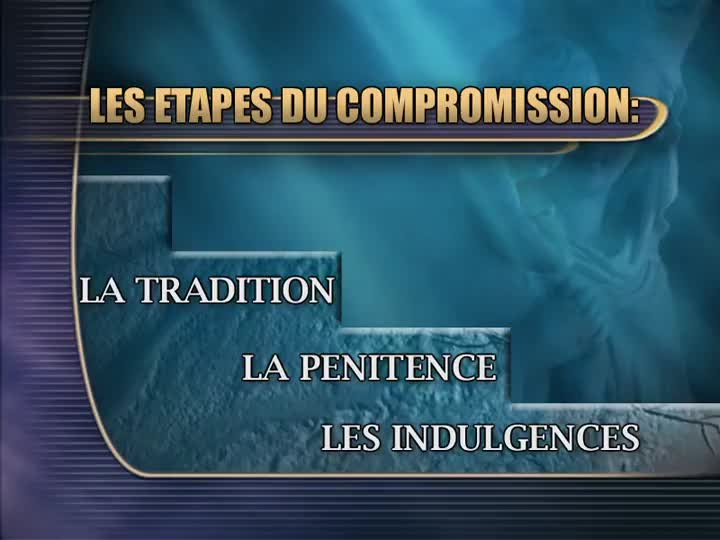 LES ETAPES DU COMPROMISSION:
LA TRADITION
LA PENITENCE
LES INDULGENCES